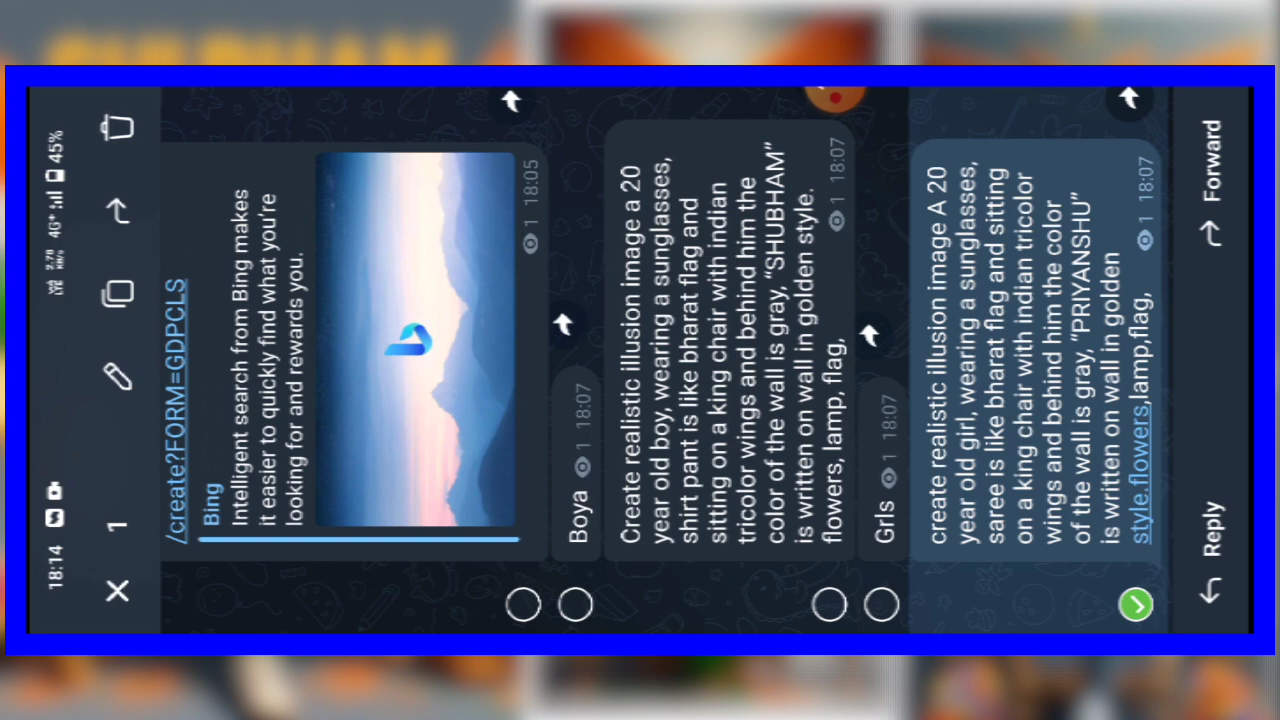 18:14
4G+ 45%
1
/create?FORM=GDPCLS
Bing
Intelligent search from Bing makes
it easier to quickly find what you're
looking for and rewards you.
1 18:05
Boya 1 18:07
Create realistic illusion image a 20
year old boy, wearing a sunglasses,
shirt pant is like bharat flag and
sitting on a king chair with indian
tricolor wings and behind him the
color of the wall is gray, “SHUBHAM”
is written on wall in golden style.
flowers, lamp, flag,
1 18:07
Grls 1 18:07
create realistic illusion image A 20
year old girl, wearing a sunglasses,
saree is like bharat flag and sitting
on a king chair with indian tricolor
wings and behind him the color
of the wall is gray, “PRIYANSHU”
is written on wall in golden
style.flowers,lamp,flag,
1 18:07
Reply
Forward